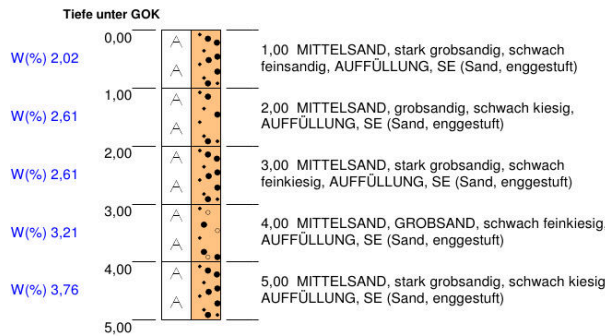 Tiefe unter GOK
0,00
W(%) 2,02
A
A
1,00 MITTELSAND, stark grobsandig, schwach
feinsandig, AUFFÜLLUNG, SE (Sand, enggestuft)
1,00
W(%) 2,61
A
A
2,00 MITTELSAND, grobsandig, schwach kiesig,
AUFFÜLLUNG, SE (Sand, enggestuft)
2,00
W(%) 2,61
A
A
3,00 MITTELSAND, stark grobsandig, schwach
feinkiesig, AUFFÜLLUNG, SE (Sand, enggestuft)
3,00
W(%) 3,21
A
A
4,00 MITTELSAND, GROBSAND, schwach feinkiesig,
AUFFÜLLUNG, SE (Sand, enggestuft)
4,00
W(%) 3,76
A
A
5,00 MITTELSAND, stark grobsandig, schwach kiesig
AUFFÜLLUNG, SE (Sand, enggestuft)
5,00